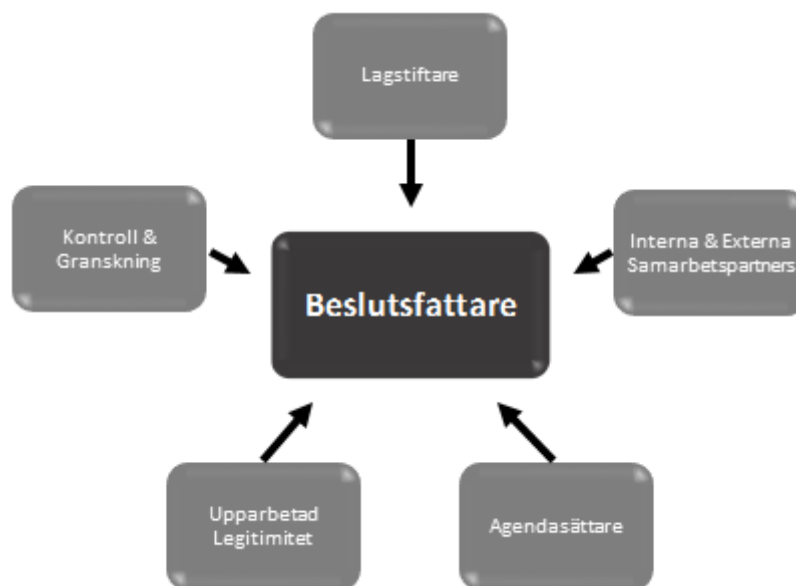 Lagstiftare
Kontroll &
Granskning
Interna & Externa
Samarbetspartners
Beslutsfattare
Upparbetad
Legitimitet
Agendasättare